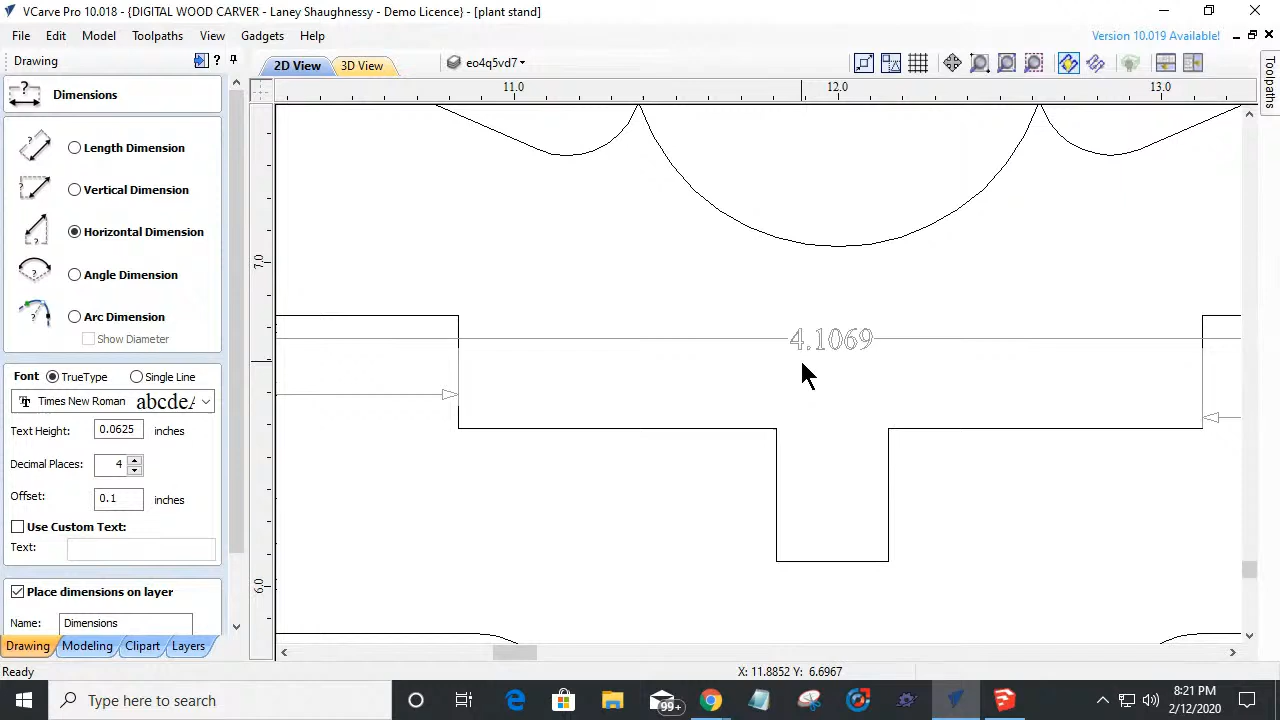 VCarve Pro 10.018 - {DIGITAL WOOD CARVER - Laney Shaughnessy - Demo Licence} - [plant stand]
File Edit Model Toolpaths View Gadgets Help
Version 10.019 Available!
Drawing
2D View
3D View
eo4q5vd7
Dimensions
11.0 12.0 13.0
Length Dimension
Vertical Dimension
Horizontal Dimension
Angle Dimension
Arc Dimension
Show Diameter
Font TrueType Single Line
Times New Roman abcdeA
Text Height: 0.0625 inches
Decimal Places: 4
Offset: 0.1 inches
Use Custom Text:
Text:
Place dimensions on layer
Name: Dimensions
7.0
6.0
4.1069
Toolpaths
Drawing Modeling Clipart Layers
Ready
X: 11.8852 Y: 6.6967
Type here to search
99+
8:21 PM
2/12/2020